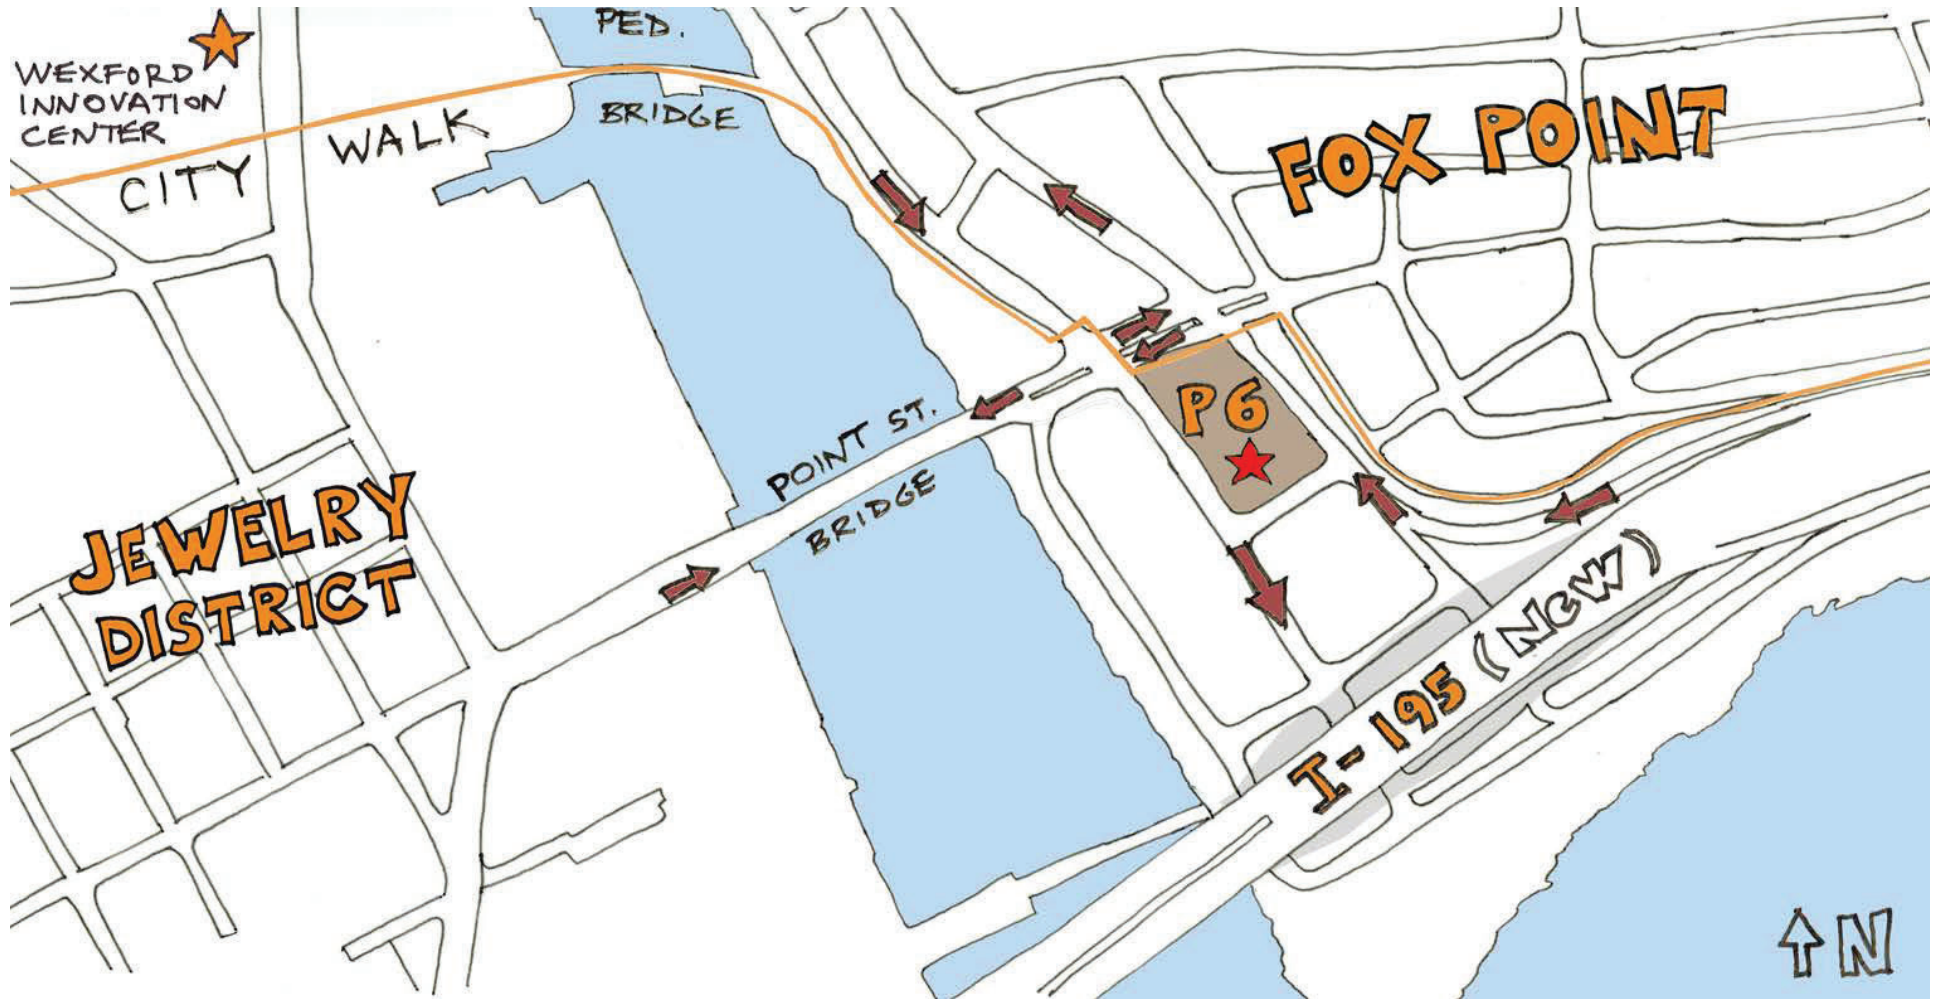 WEXFORD
INNOVATION
CENTER
CITY WALK
PED.
BRIDGE
FOX POINT
P6
POINT ST.
BRIDGE
JEWELRY
DISTRICT
I-195 (NEW)
N